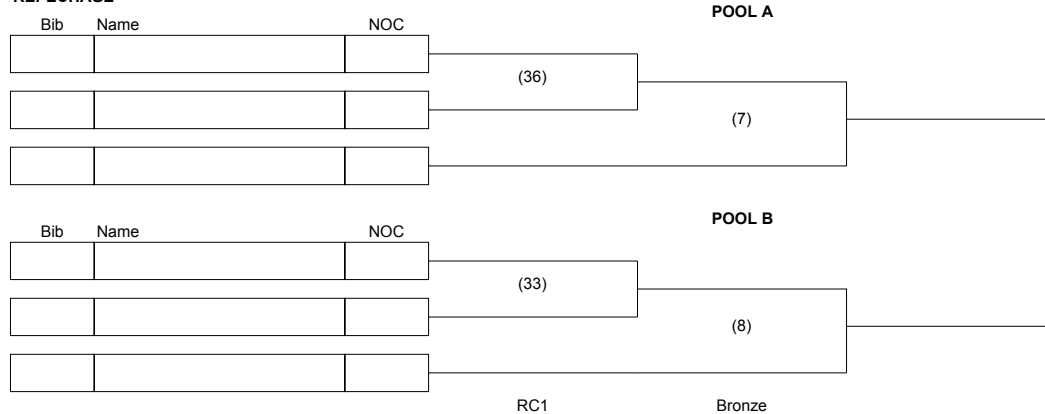 REPECHAGE
POOL A
Bib Name NOC
(36)
(7)
POOL B
Bib Name NOC
(33)
(8)
RC1 Bronze